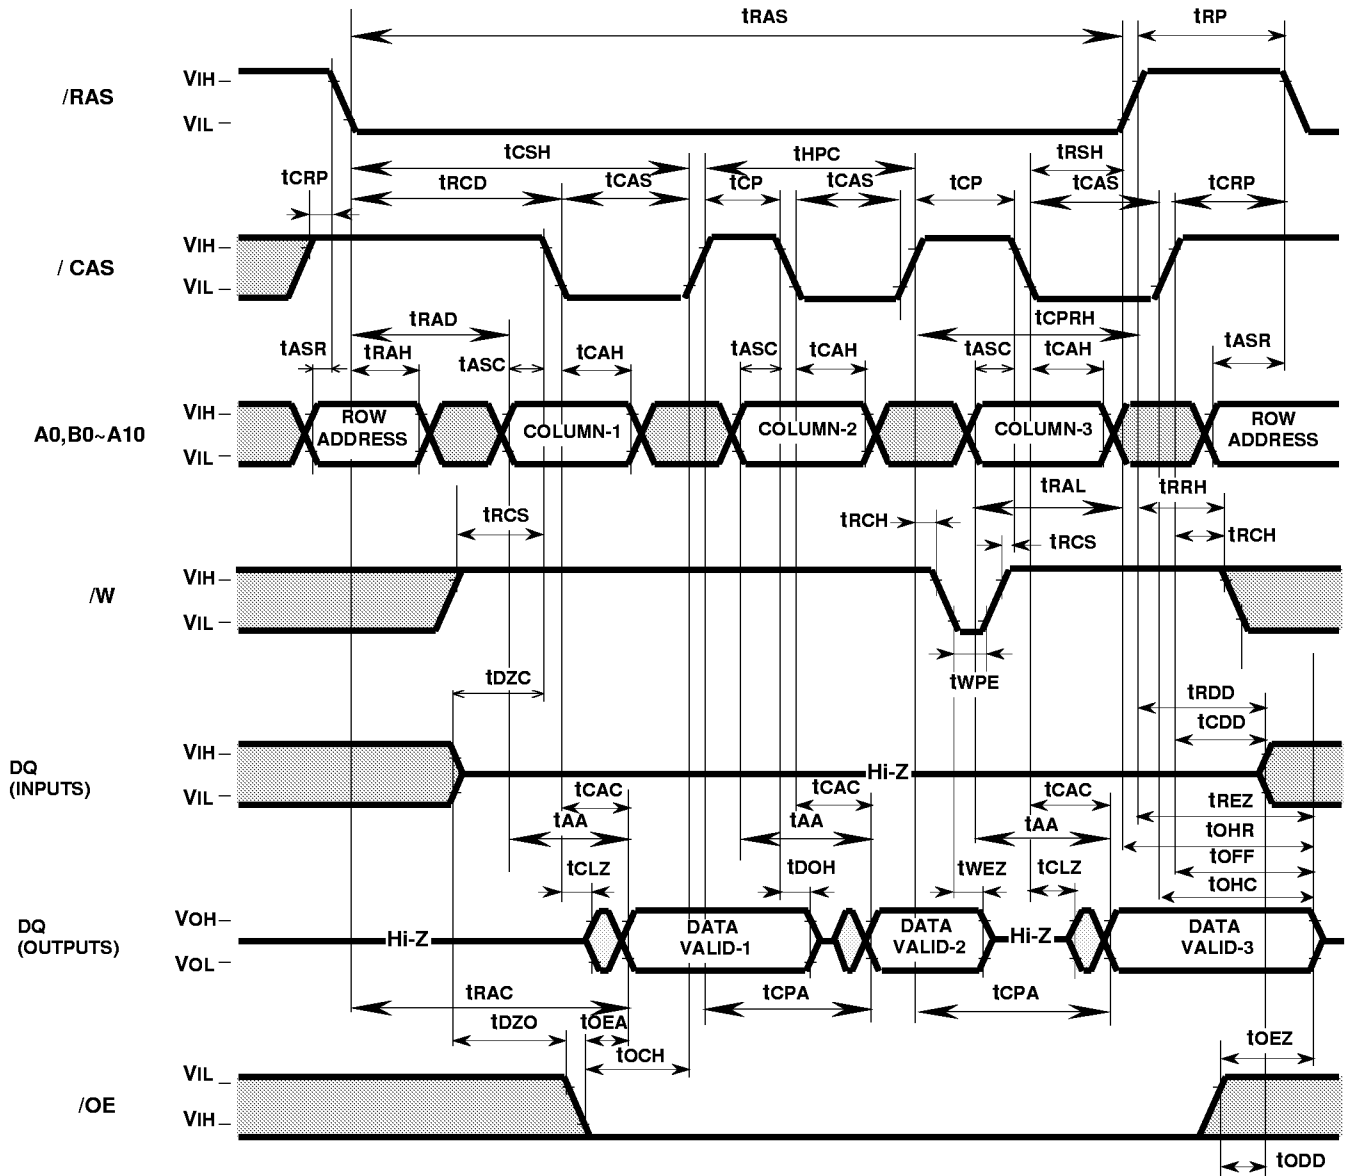 tRAS tRP
/RAS VIH
VIL
tCSH tHPC tRSH
tCRP tRCD tCAS tCP tCAS tCP tCAS tCRP
/ CAS VIH
VIL
tRAD tCPRH
tASR tRAH tASC tCAH tASC tCAH tASC tCAH tASR
A0,B0~A10 VIH
VIL
ROW ADDRESS COLUMN-1 COLUMN-2 COLUMN-3 ROW ADDRESS
tRAL tRRH
tRCS tRCH tRCS tRCH
/W VIH
VIL
tWPE
tDZC tRDD
tCDD
DQ
(INPUTS)
VIH
VIL
Hi-Z
tCAC tCAC tCAC tREZ
tAA tAA tAA tOHR
tCLZ tDOH tWEZ tCLZ tOFF
tOHC
DQ
(OUTPUTS)
VOH
VOL
Hi-Z DATA VALID-1 DATA VALID-2 Hi-Z DATA VALID-3
tRAC tCPA tCPA
tDZO tOEA tOEZ
tOCH
/OE VIL
VIH
tODD